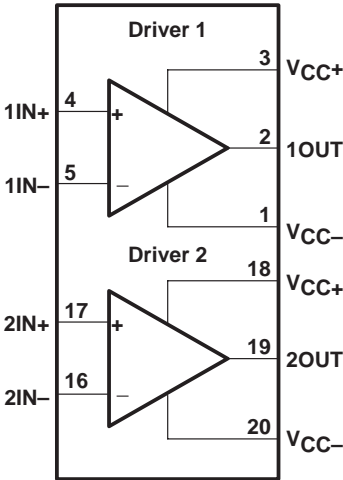 Driver 1
3 VCC+
1IN+ 4 +
2 1OUT
1IN– 5 –
1 VCC–
Driver 2
18 VCC+
2IN+ 17 +
19 2OUT
2IN– 16 –
20 VCC–